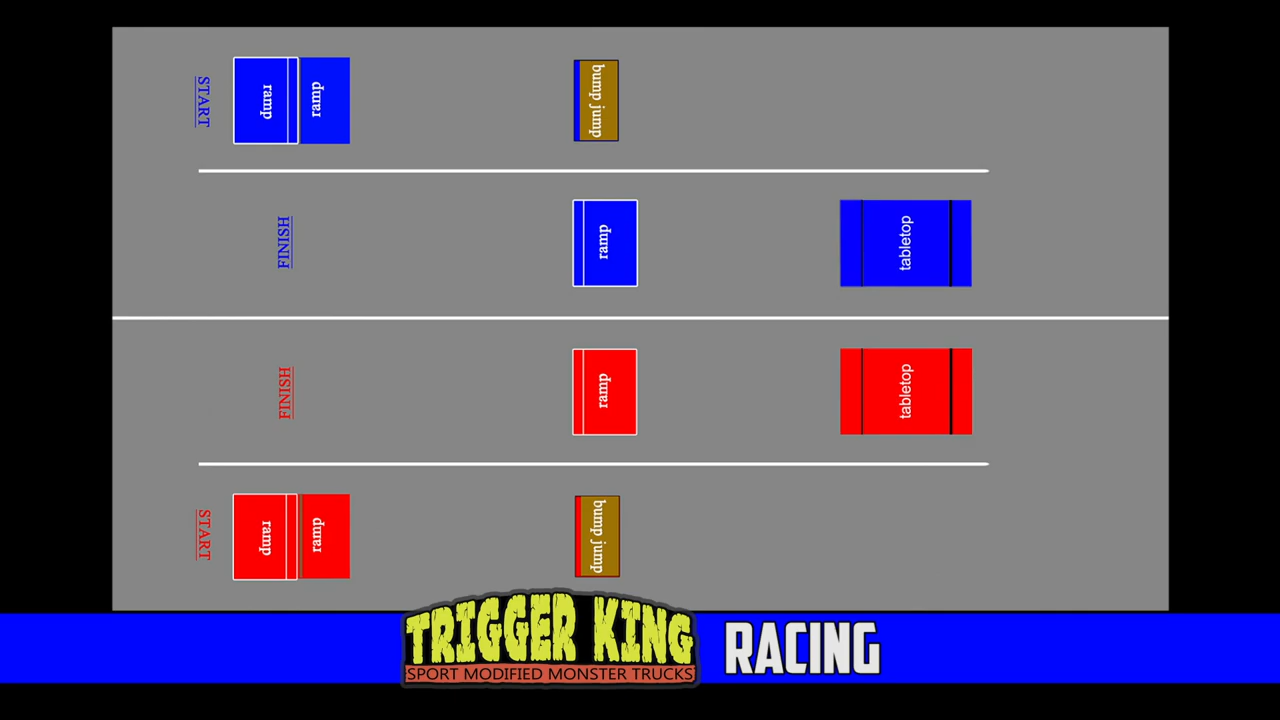 START
ramp
ramp
bump jump
FINISH
ramp
tabletop
FINISH
ramp
tabletop
START
ramp
ramp
bump jump
TRIGGER KING
SPORT MODIFIED MONSTER TRUCKS
RACING